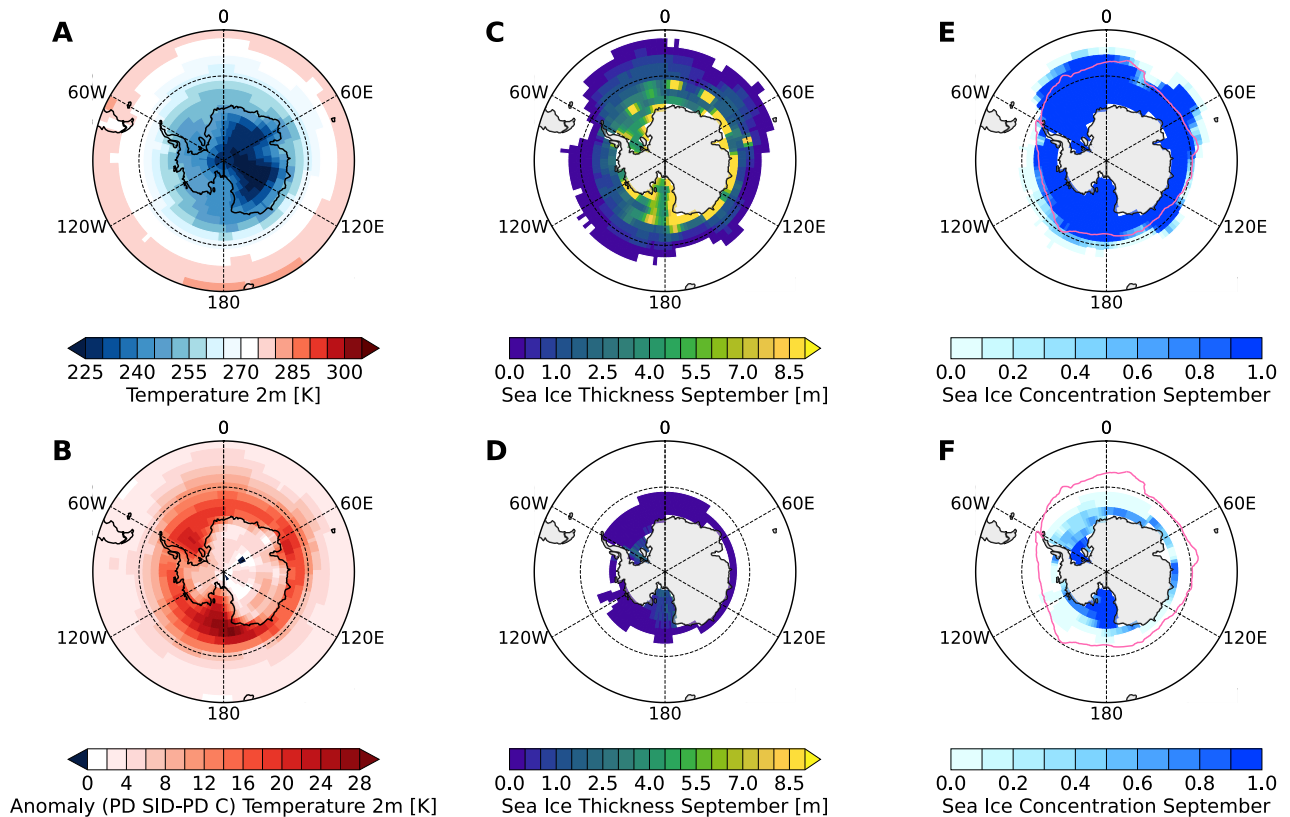 A
0
60W
60E
120W
120E
180
225 240 255 270 285 300
Temperature 2m [K]
C
0
60W
60E
120W
120E
180
0.0 1.0 2.5 4.0 5.5 7.0 8.5
Sea Ice Thickness September [m]
E
0
60W
60E
120W
120E
180
0.0 0.2 0.4 0.6 0.8 1.0
Sea Ice Concentration September
B
0
60W
60E
120W
120E
180
0 4 8 12 16 20 24 28
Anomaly (PD SID-PD C) Temperature 2m [K]
D
0
60W
60E
120W
120E
180
0.0 1.0 2.5 4.0 5.5 7.0 8.5
Sea Ice Thickness September [m]
F
0
60W
60E
120W
120E
180
0.0 0.2 0.4 0.6 0.8 1.0
Sea Ice Concentration September